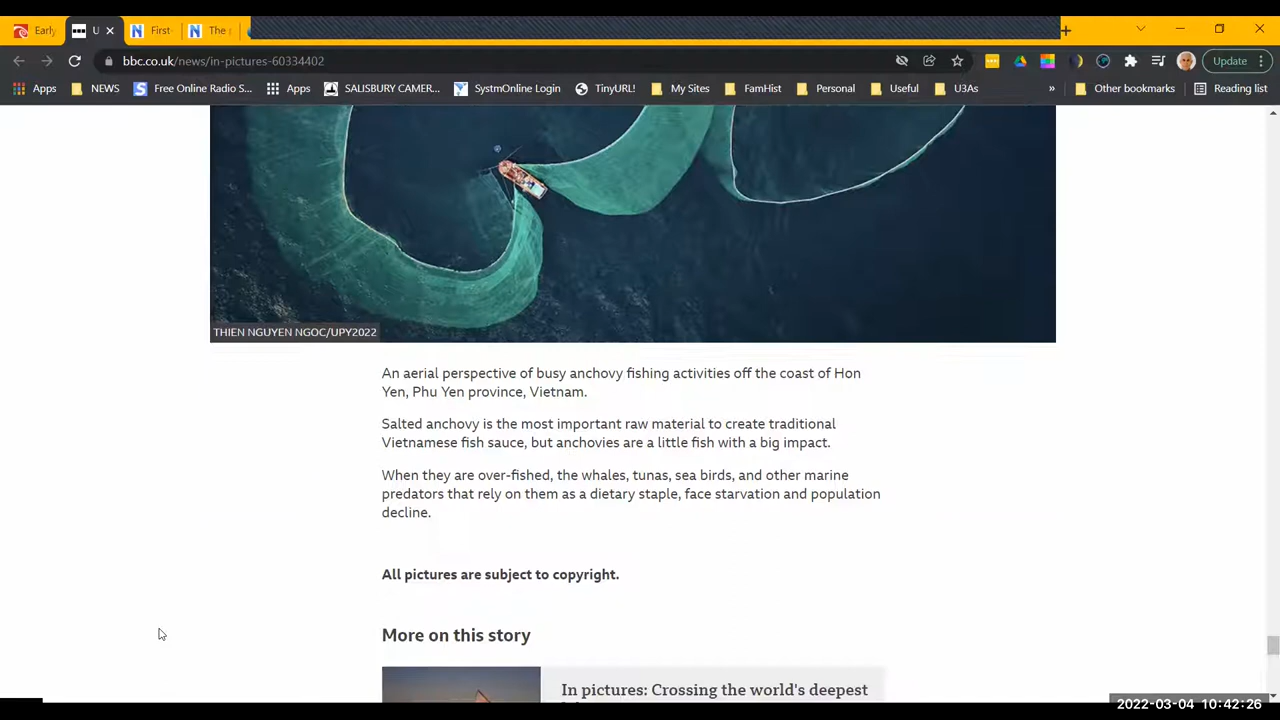 Early
U
First
The
bbc.co.uk/news/in-pictures-60334402
Update
Apps
NEWS
Free Online Radio S...
Apps
SALISBURY CAMER...
SystmOnline Login
TinyURL!
My Sites
FamHist
Personal
Useful
U3As
»
Other bookmarks
Reading list
THIEN NGUYEN NGOC/UPY2022
An aerial perspective of busy anchovy fishing activities off the coast of Hon
Yen, Phu Yen province, Vietnam.
Salted anchovy is the most important raw material to create traditional
Vietnamese fish sauce, but anchovies are a little fish with a big impact.
When they are over-fished, the whales, tunas, sea birds, and other marine
predators that rely on them as a dietary staple, face starvation and population
decline.
All pictures are subject to copyright.
More on this story
In pictures: Crossing the world's deepest
2022-03-04 10:42:26